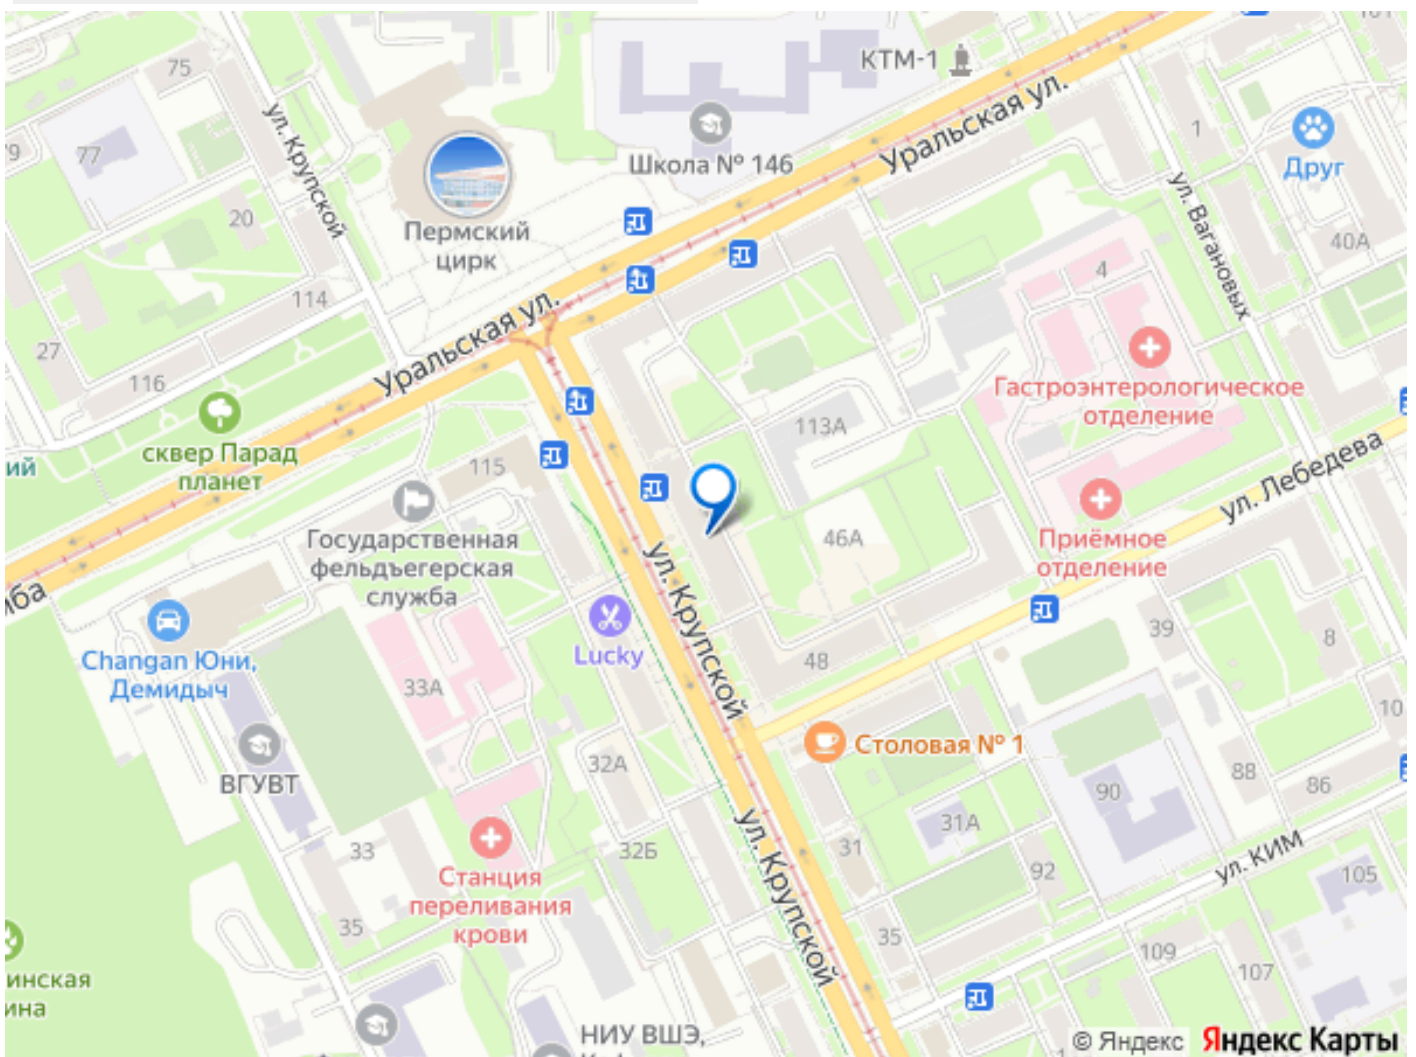 75
КТМ-1
ул. Крупской
Уральская ул.
79
77
Школа № 146
1
Друг
ул. Вагановых
20
Пермский
цирк
40А
4
114
Уральская ул.
27
116
Гастроэнтерологическое
отделение
113А
сквер Парад
планет
ий
115
ул. Лебедева
Государственная
фельдъегерская
служба
46А
Приёмное
отделение
ул. Крупской
Lucky
39
8
48
Changan Юни,
Демидыч
33А
10
Столовая № 1
32А
ВГУВТ
88
86
90
31А
ул. Крупской
33
32Б
31
92
ул. КИМ
105
Станция
переливания
крови
35
35
109
107
инская
ина
НИУ ВШЭ,
© Яндекс Яндекс Карты